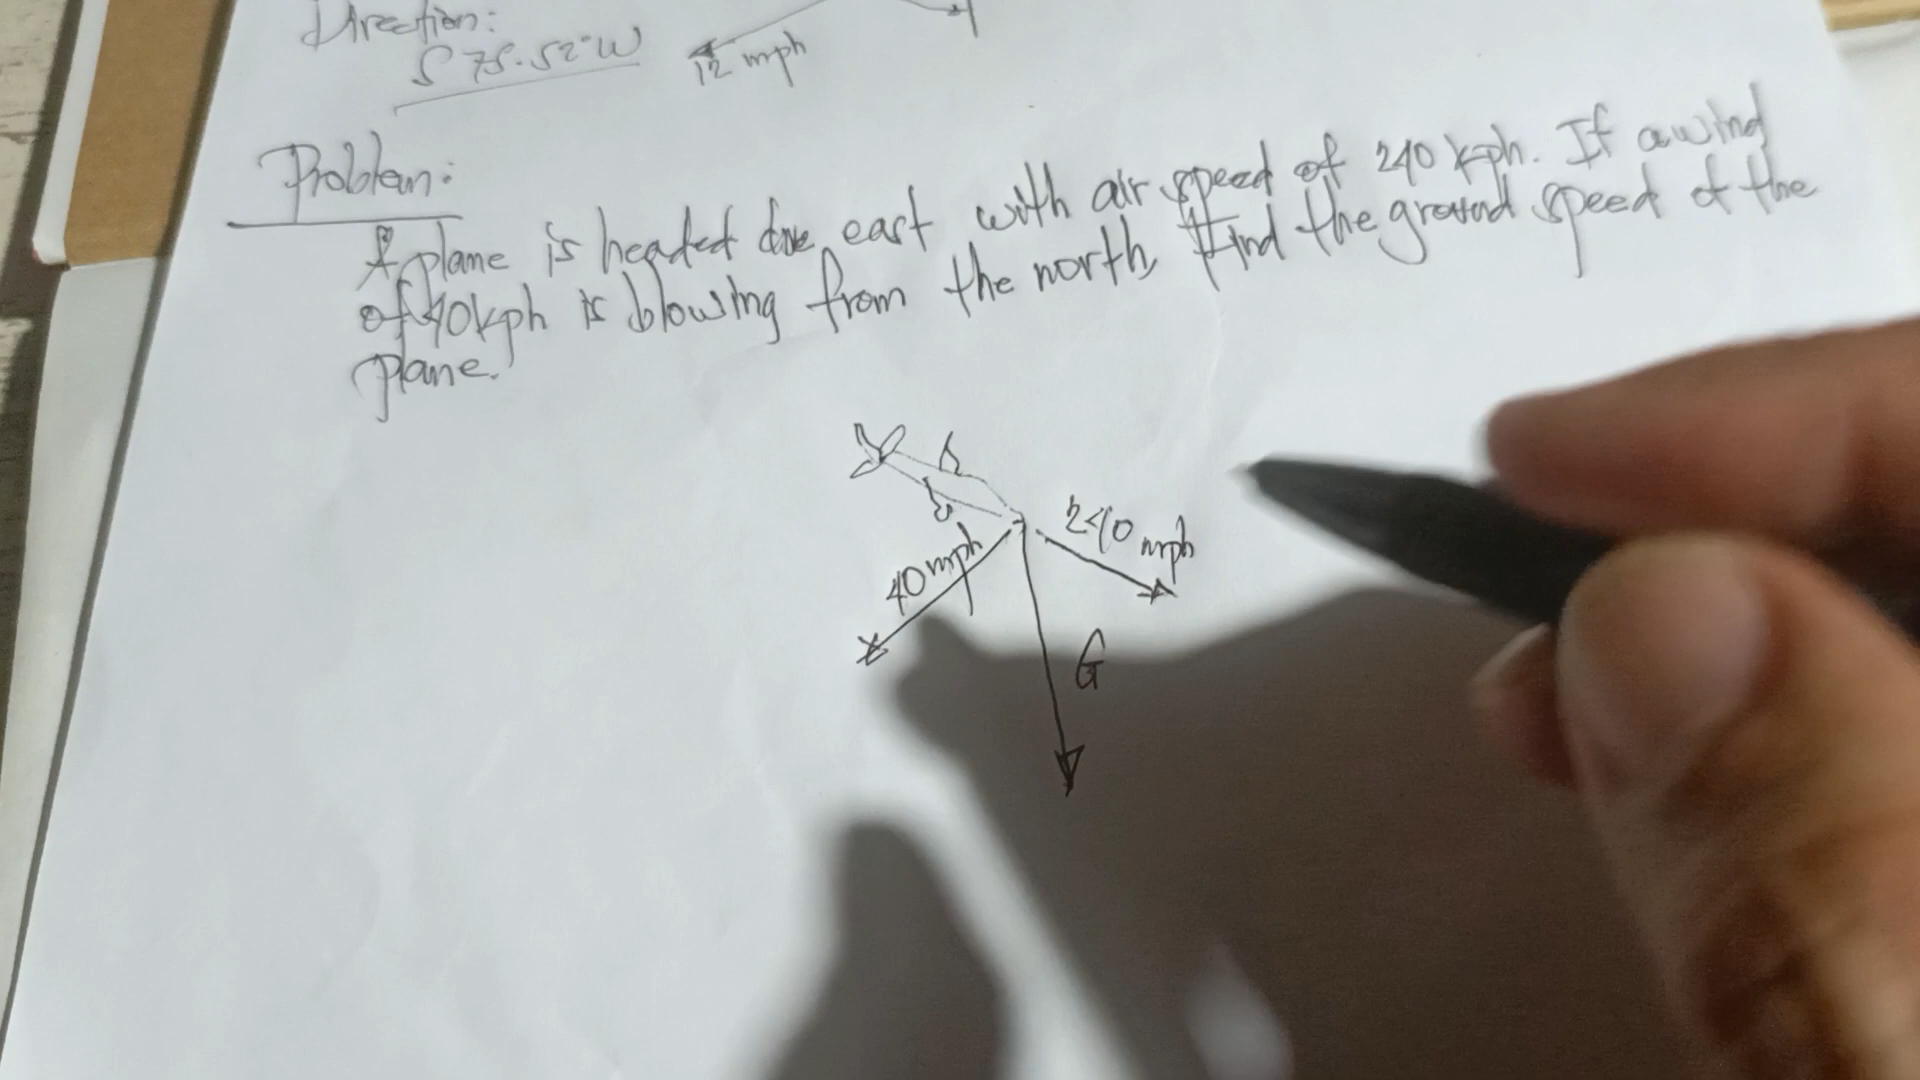 Direction:
S 75.52°W
12 mph
Problem:
A plane is headed due east with air speed of 240 kph. If a wind
of 40kph is blowing from the north, find the ground speed of the
plane.
240 mph
40 mph
G